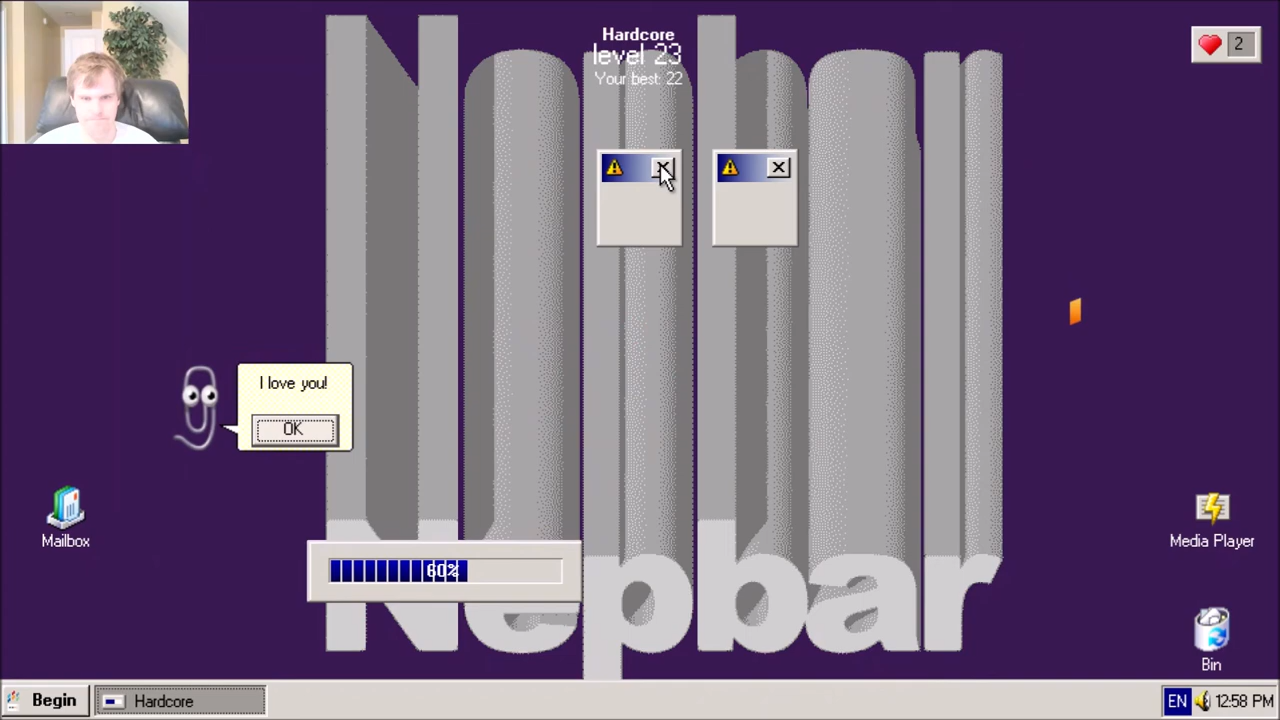 Hardcore
level 23
Your best: 22
2
Nepbar
I love you!
OK
Mailbox
Media Player
60%
Bin
Begin
Hardcore
EN
12:58 PM